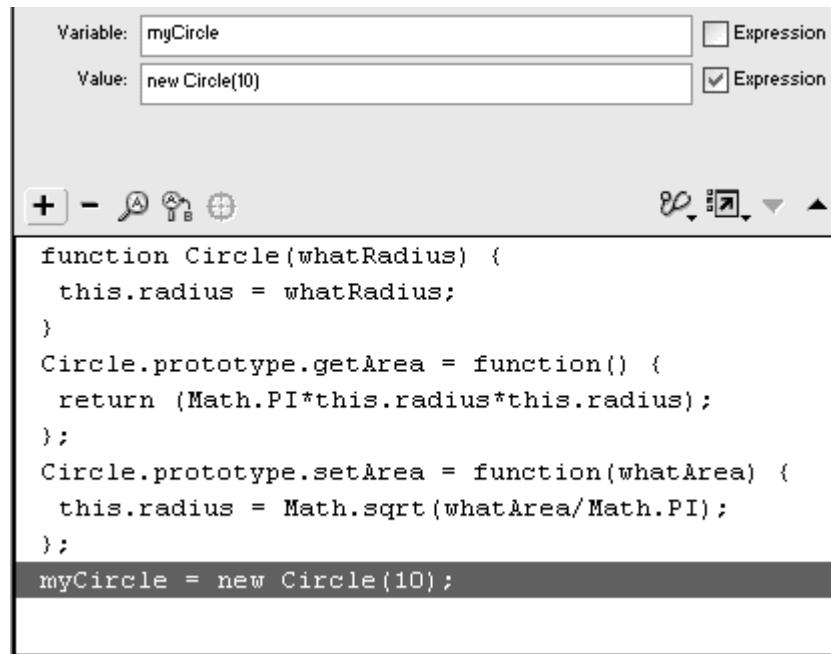 Variable: myCircle Expression
Value: new Circle(10) Expression
function Circle(whatRadius) {
this.radius = whatRadius;
}
Circle.prototype.getArea = function() {
return (Math.PI*this.radius*this.radius);
};
Circle.prototype.setArea = function(whatArea) {
this.radius = Math.sqrt(whatArea/Math.PI);
};
myCircle = new Circle(10);